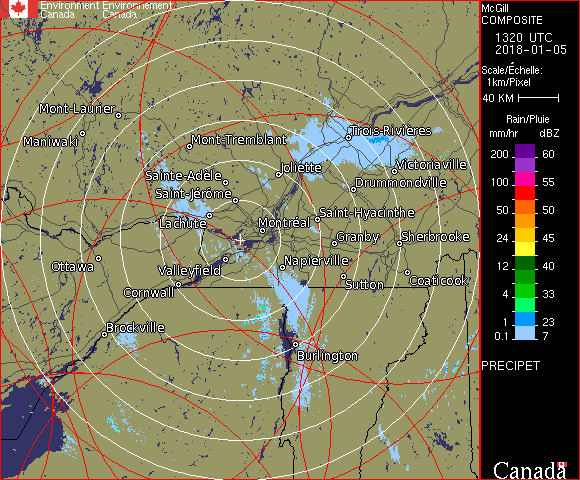 Environment Environnement
Canada Canada
McGill
COMPOSITE
1320 UTC
2018-01-05
Scale/Échelle:
1km/Pixel
40 KM
Rain/Pluie
mm/hr dBZ
200 60
100 55
50 50
24 45
12 40
4 33
1 23
0.1 7
PRECIPET
Canada
Mont-Laurier
Maniwaki
Mont-Tremblant
Trois-Rivières
Joliette
Victoriaville
Sainte-Adèle
Drummondville
Saint-Jérôme
Saint-Hyacinthe
Lachute
Montréal
Granby
Sherbrooke
Ottawa
Valleyfield
Napierville
Cornwall
Sutton
Coaticook
Brockville
Burlington